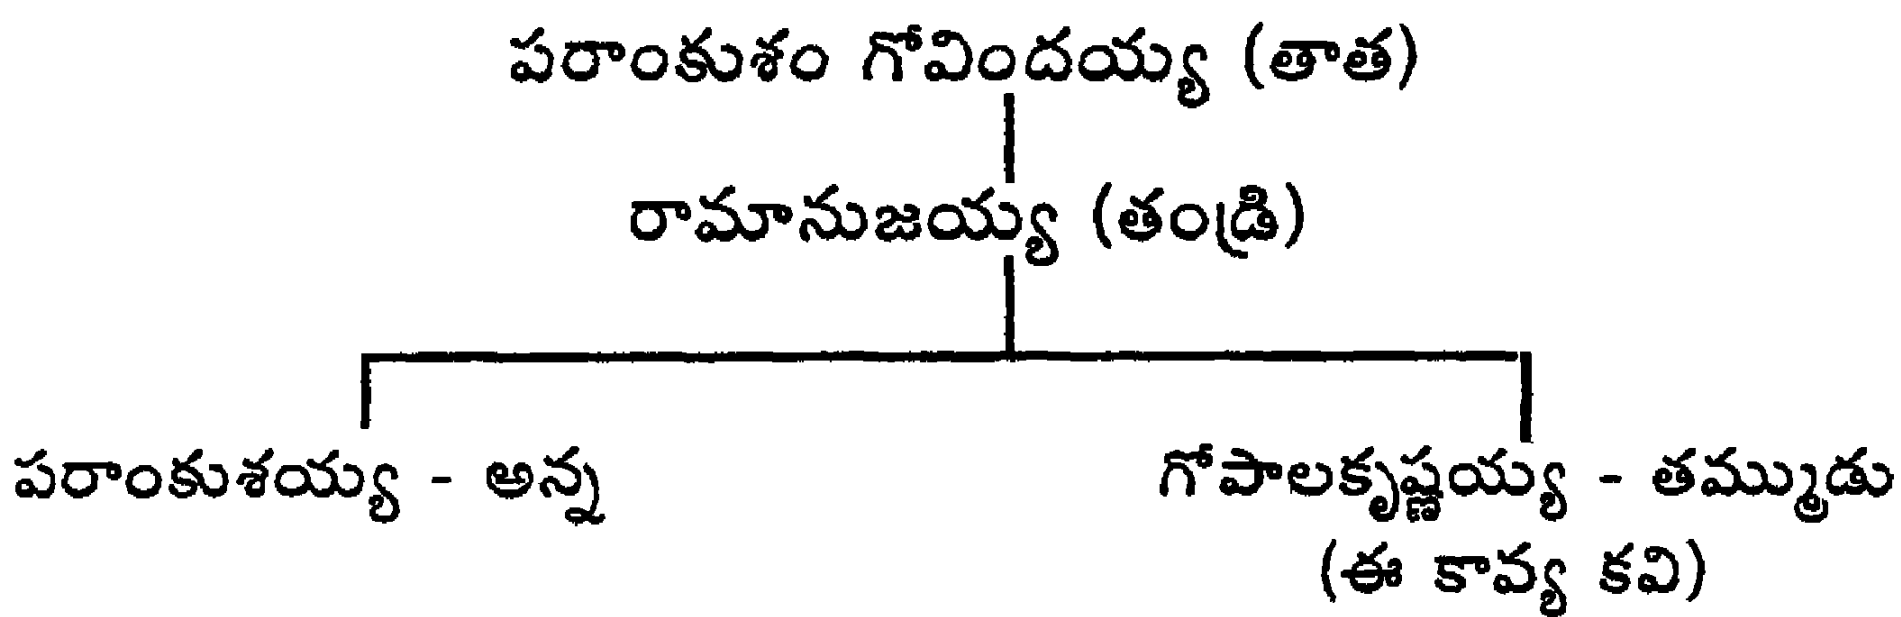 పరాంకుశం గోవిందయ్య (తాత)
రామానుజయ్య (తండ్రి)
పరాంకుశయ్య - అన్న
గోపాలకృష్ణయ్య - తమ్ముడు
(ఈ కావ్య కవి)